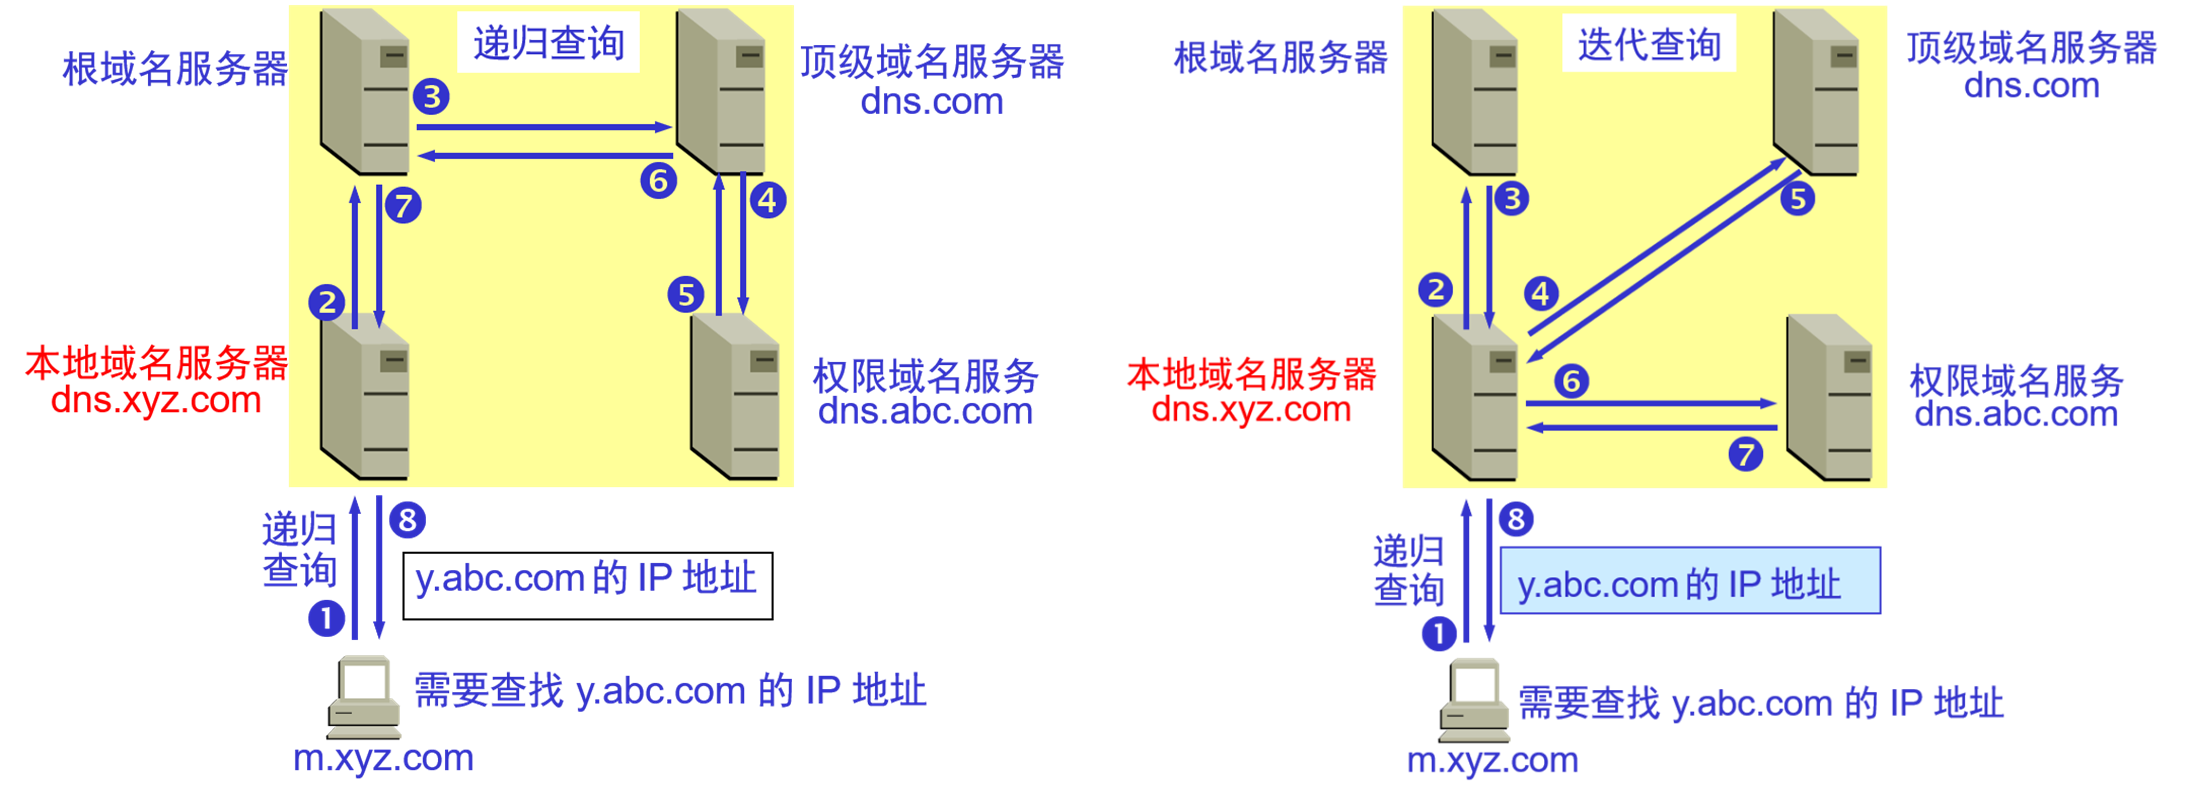 递归查询
根域名服务器
顶级域名服务器
dns.com
❸
❻
❼
❹
❷
❺
本地域名服务器
dns.xyz.com
权限域名服务
dns.abc.com
递归
查询
❽
y.abc.com 的 IP 地址
❶
需要查找 y.abc.com 的 IP 地址
m.xyz.com
迭代查询
根域名服务器
顶级域名服务器
dns.com
❸
❺
❷
❹
本地域名服务器
dns.xyz.com
❻
权限域名服务
dns.abc.com
❼
递归
查询
❽
y.abc.com 的 IP 地址
❶
需要查找 y.abc.com 的 IP 地址
m.xyz.com